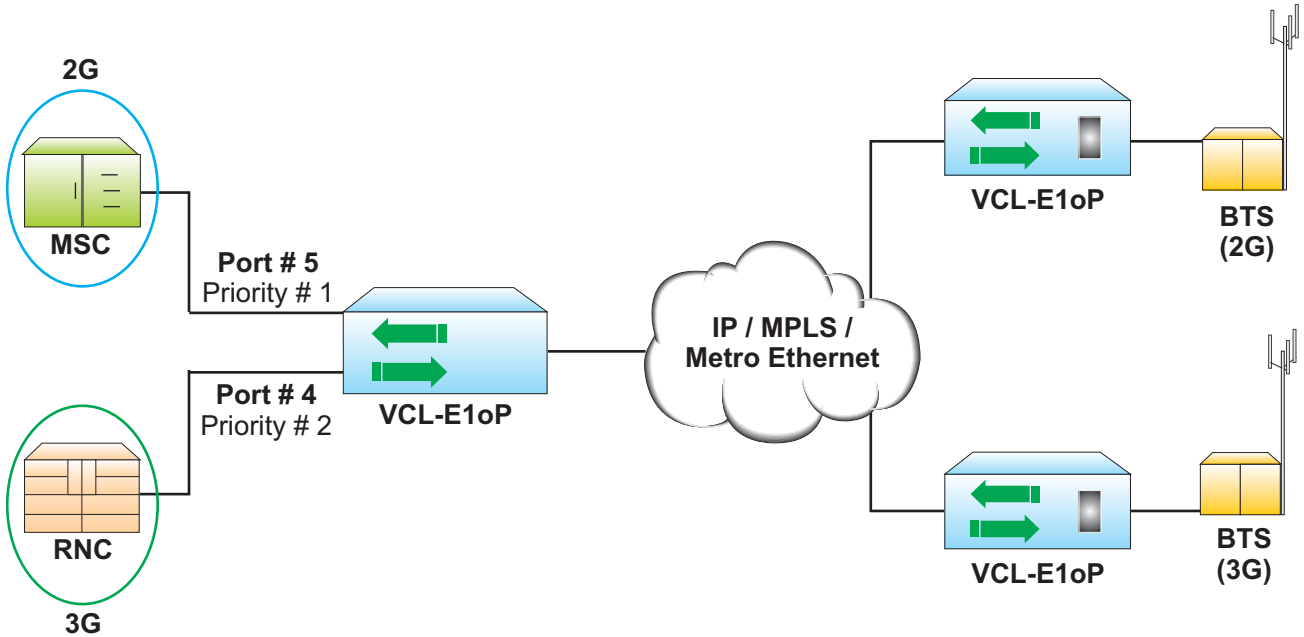 2G
MSC
Port # 5
Priority # 1
Port # 4
Priority # 2
VCL-E1oP
RNC
3G
IP / MPLS /
Metro Ethernet
VCL-E1oP
BTS
(2G)
VCL-E1oP
BTS
(3G)